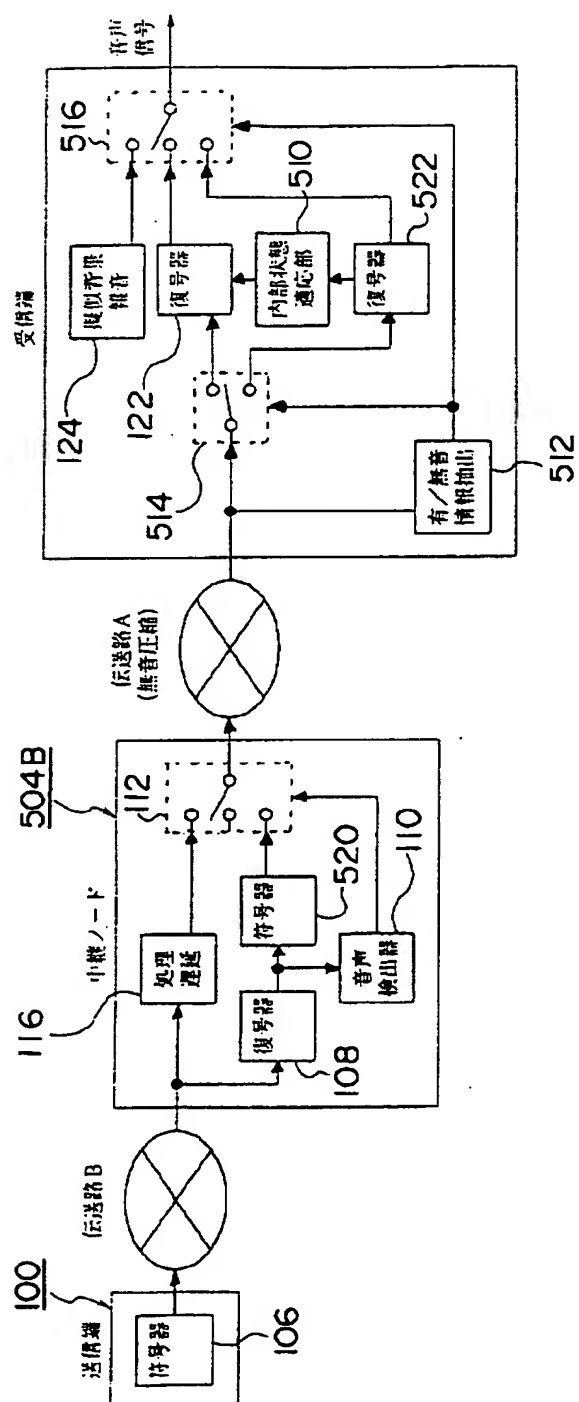 送信端
100
符号器
106
伝送路B
中継ノード
504B
116
処理
遅延
112
復号器
108
符号器
520
音声
検出器
110
伝送路A
(無音圧縮)
受信端
124
擬似背景
雑音
516
音声
信号
122
復号器
510
内部状態
適応部
514
復号器
522
有/無音
情報抽出
512